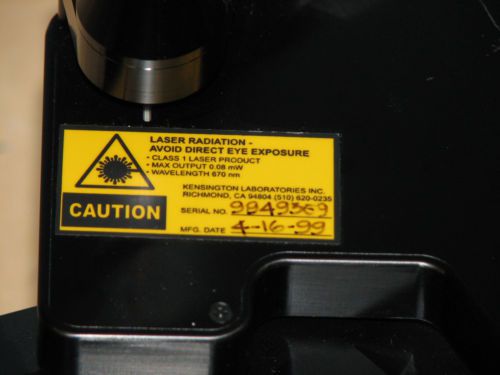 LASER RADIATION -
AVOID DIRECT EYE EXPOSURE
- CLASS 1 LASER PRODUCT
- MAX OUTPUT 0.08 mW
- WAVELENGTH 670 nm
KENSINGTON LABORATORIES INC.
RICHMOND, CA 94804 (510) 620-0235
CAUTION
SERIAL NO. 9949369
MFG. DATE 4-16-99